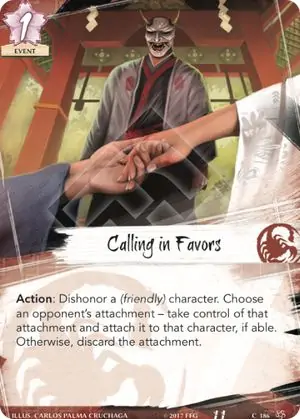 1
EVENT
Calling in Favors
Action: Dishonor a (friendly) character. Choose
an opponent's attachment – take control of that
attachment and attach it to that character, if able.
Otherwise, discard the attachment.
ILLUS. CARLOS PALMA CRUCHAGA © 2017 FFG 11 C 186